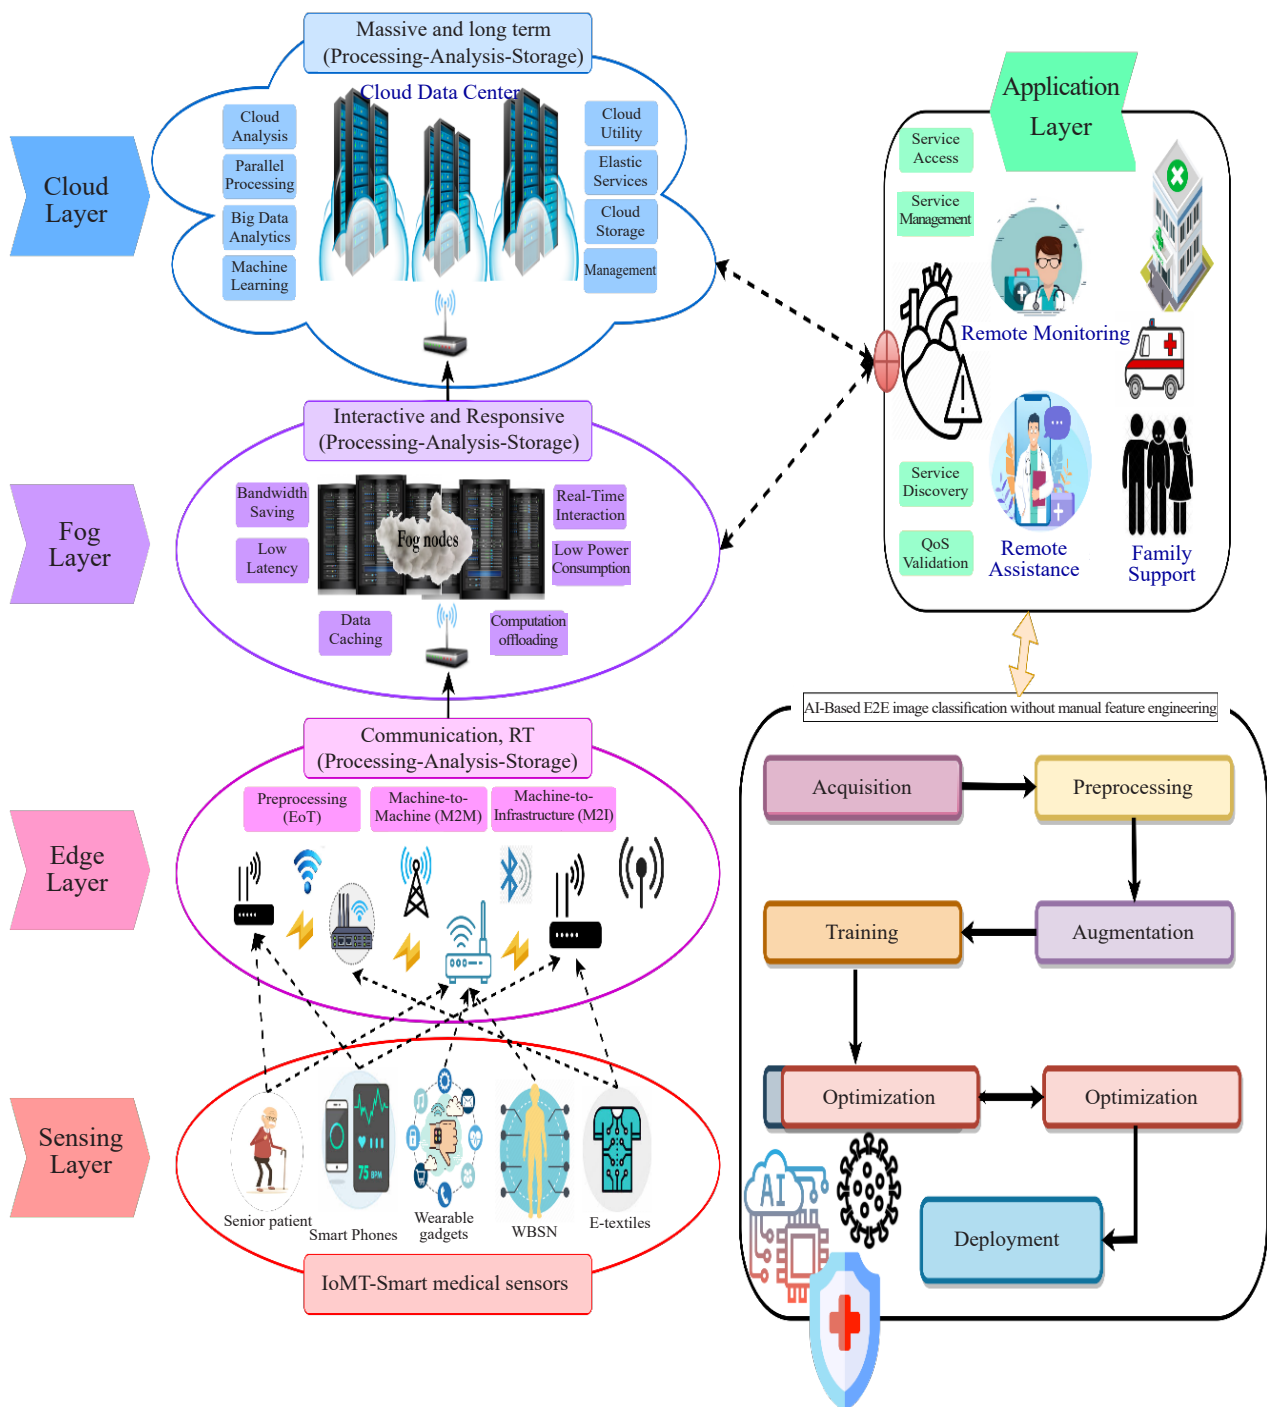 Massive and long term
(Processing-Analysis-Storage)
Cloud Data Center
Cloud
Layer
Cloud
Analysis
Parallel
Processing
Big Data
Analytics
Machine
Learning
Cloud
Utility
Elastic
Services
Cloud
Storage
Management
Interactive and Responsive
(Processing-Analysis-Storage)
Fog
Layer
Bandwidth
Saving
Low
Latency
Fog nodes
Real-Time
Interaction
Low Power
Consumption
Data
Caching
Computation
offloading
Communication, RT
(Processing-Analysis-Storage)
Edge
Layer
Preprocessing
(EoT)
Machine-to-
Machine (M2M)
Machine-to-
Infrastructure (M2I)
Sensing
Layer
75 BPM
Senior patient
Smart Phones
Wearable
gadgets
WBSN
E-textiles
IoMT-Smart medical sensors
Application
Layer
Service
Access
Service
Management
Remote Monitoring
Service
Discovery
QoS
Validation
Remote
Assistance
Family
Support
AI-Based E2E image classification without manual feature engineering
Acquisition
Preprocessing
Training
Augmentation
Optimization
Optimization
Deployment
AI